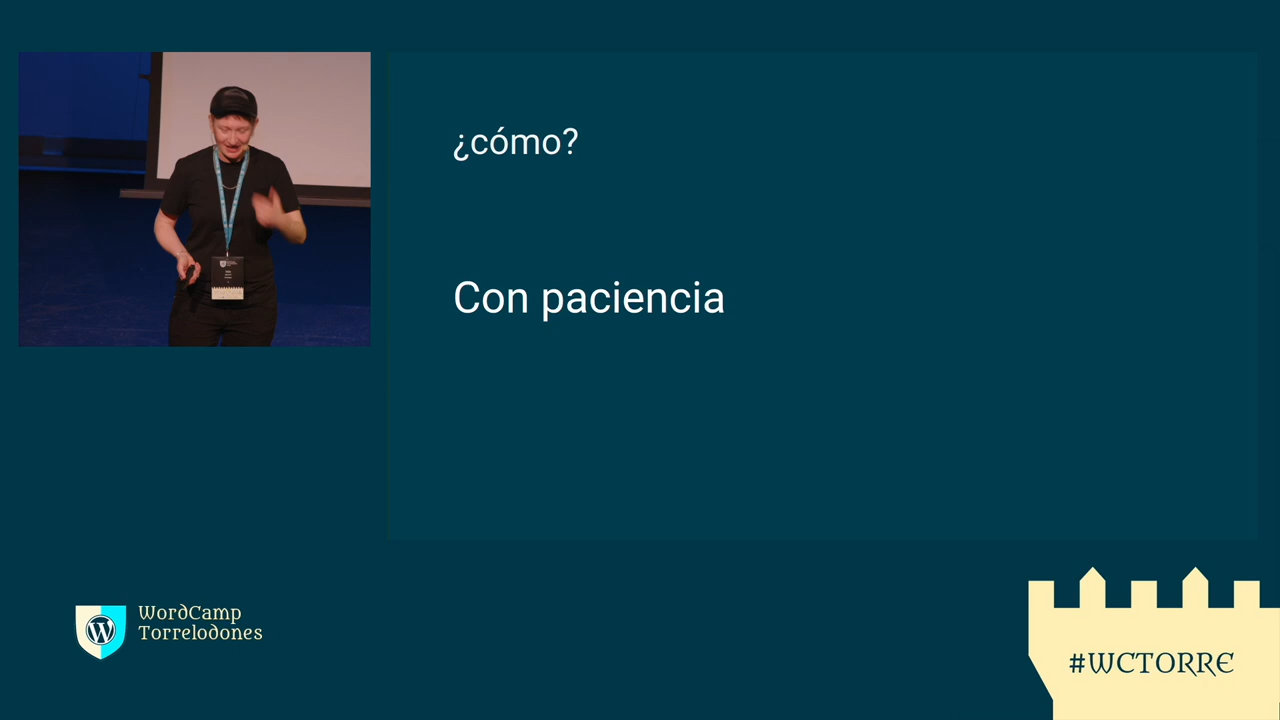 ¿cómo?
Con paciencia
WordCamp
Torrelodones
#WCTORRE